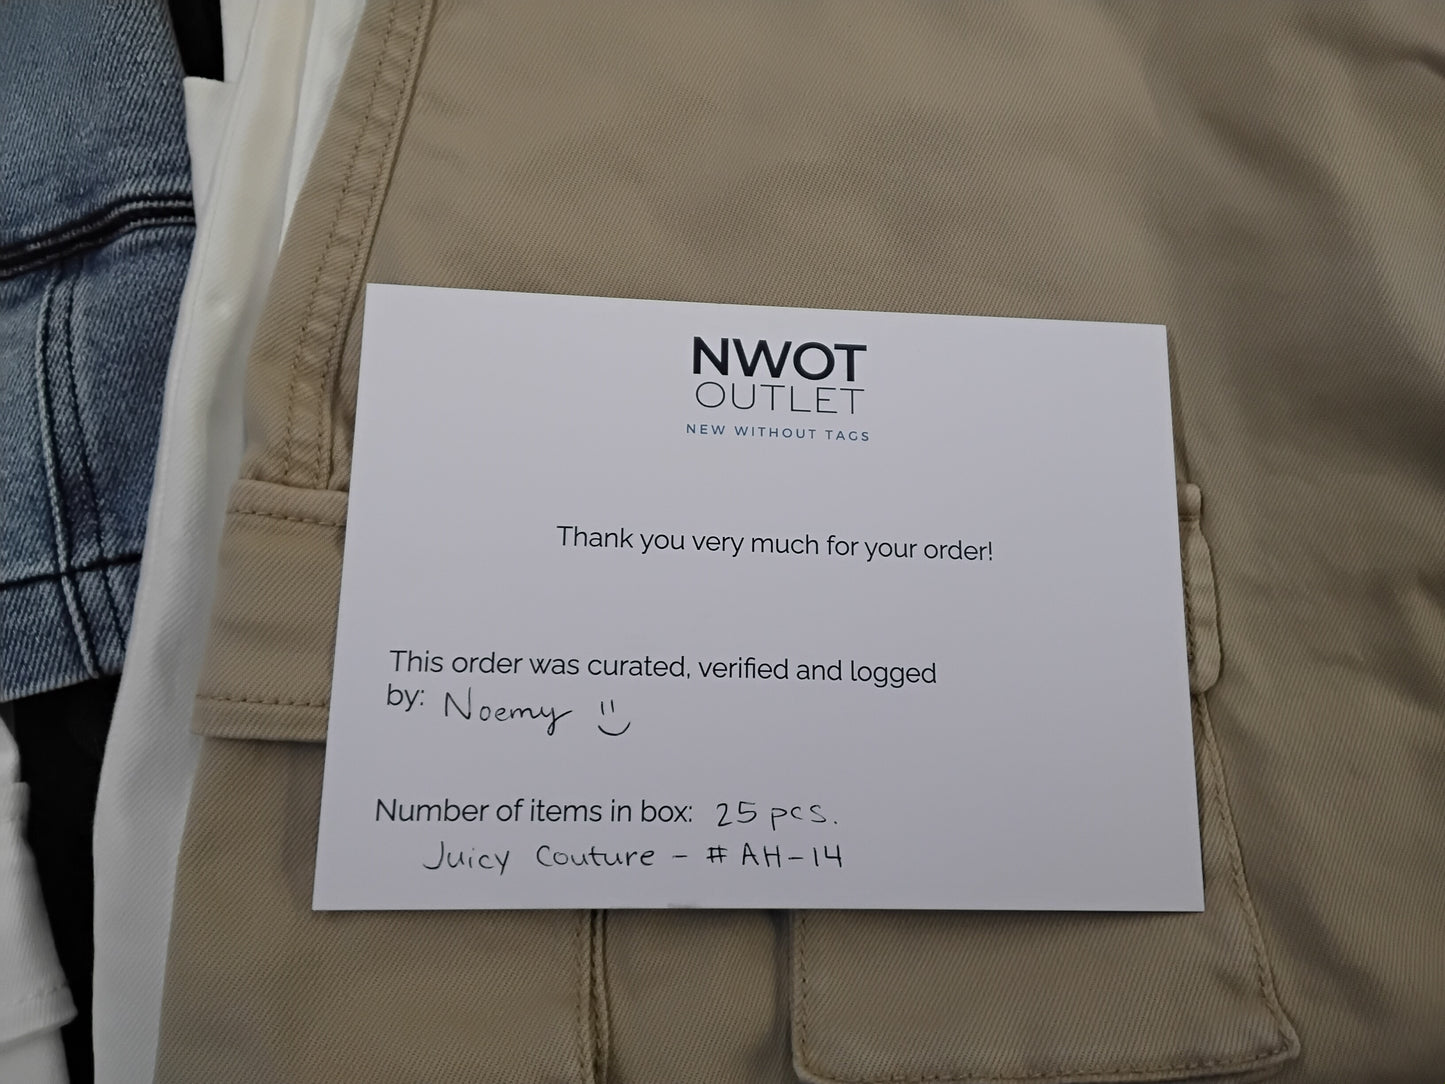 NWOT
OUTLET
NEW WITHOUT TAGS
Thank you very much for your order!
This order was curated, verified and logged
by: Noemy
Number of items in box: 25 pcs.
Juicy Couture - # AH-14